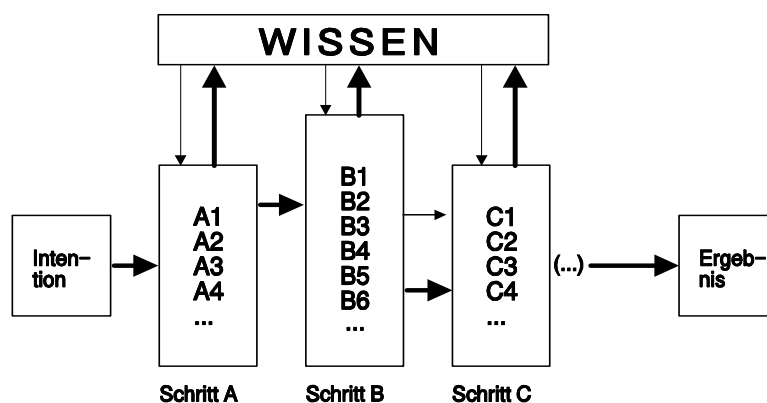 WISSEN
Inten–
tion
A1
A2
A3
A4
...
Schritt A
B1
B2
B3
B4
B5
B6
...
Schritt B
C1
C2
C3
C4
...
Schritt C
(...)
Ergeb–
nis